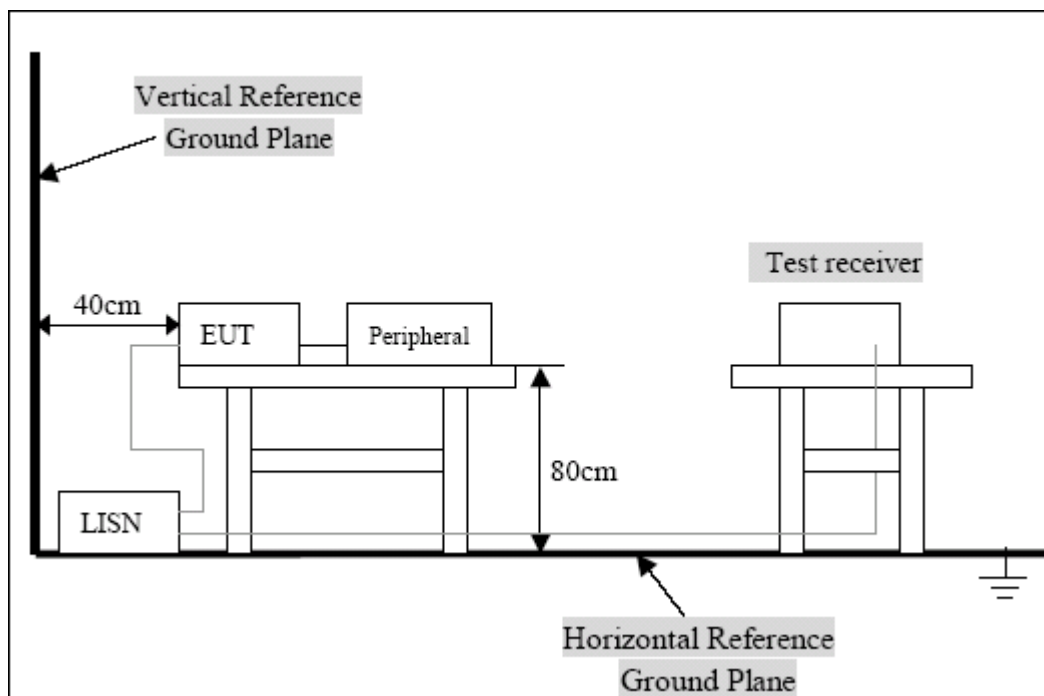 Vertical Reference
Ground Plane
Test receiver
40cm
EUT
Peripheral
80cm
LISN
Horizontal Reference
Ground Plane